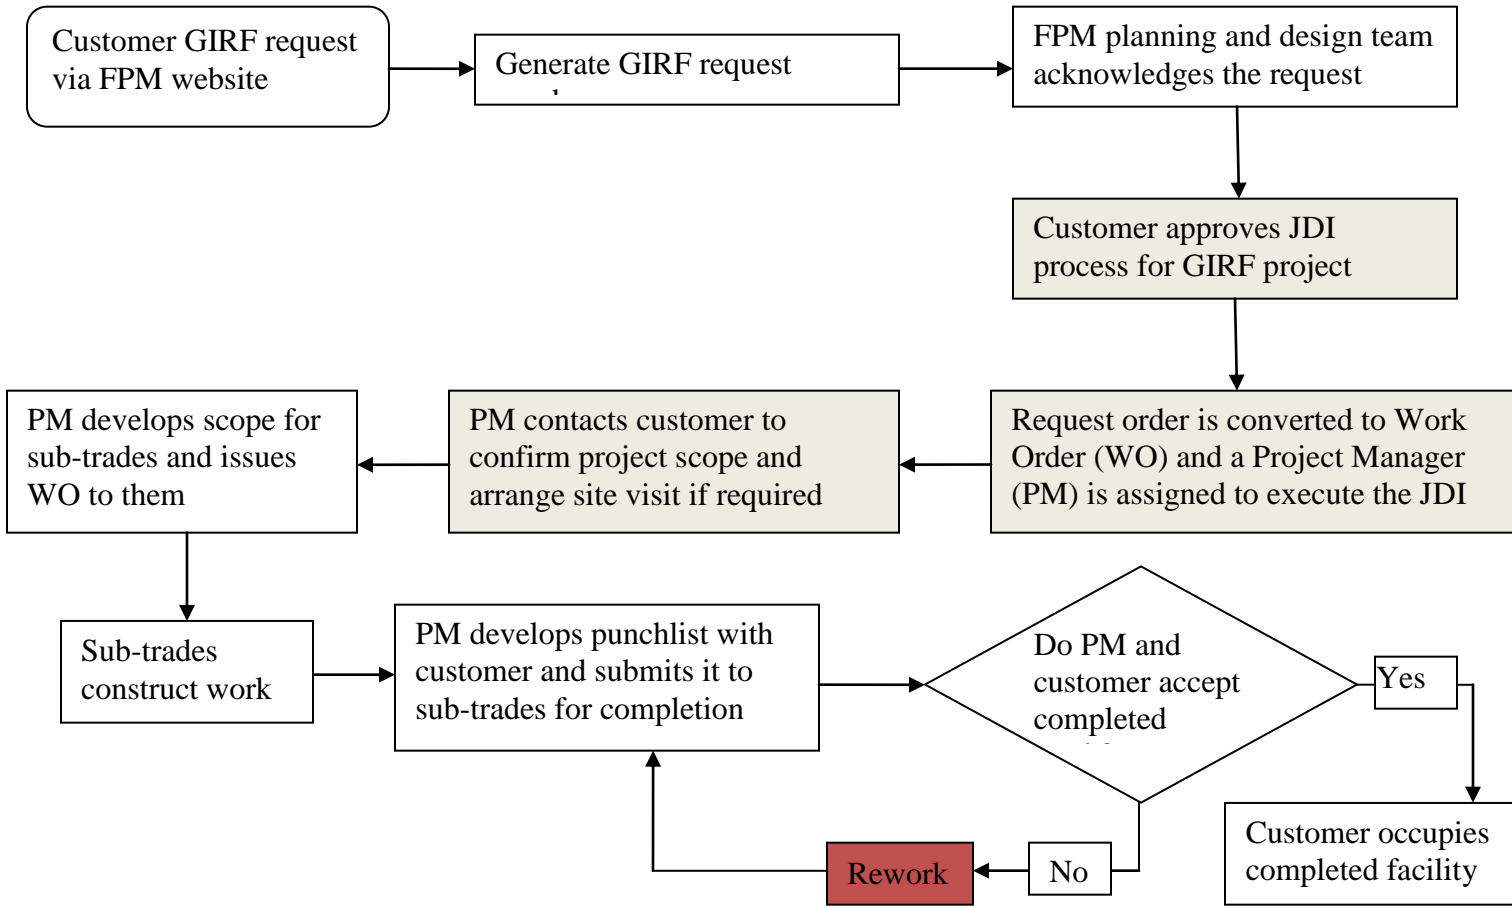 Customer GIRF request
via FPM website
Generate GIRF request
FPM planning and design team
acknowledges the request
Customer approves JDI
process for GIRF project
Request order is converted to Work
Order (WO) and a Project Manager
(PM) is assigned to execute the JDI
PM contacts customer to
confirm project scope and
arrange site visit if required
PM develops scope for
sub-trades and issues
WO to them
Sub-trades
construct work
PM develops punchlist with
customer and submits it to
sub-trades for completion
Do PM and
customer accept
completed
Yes
No
Rework
Customer occupies
completed facility